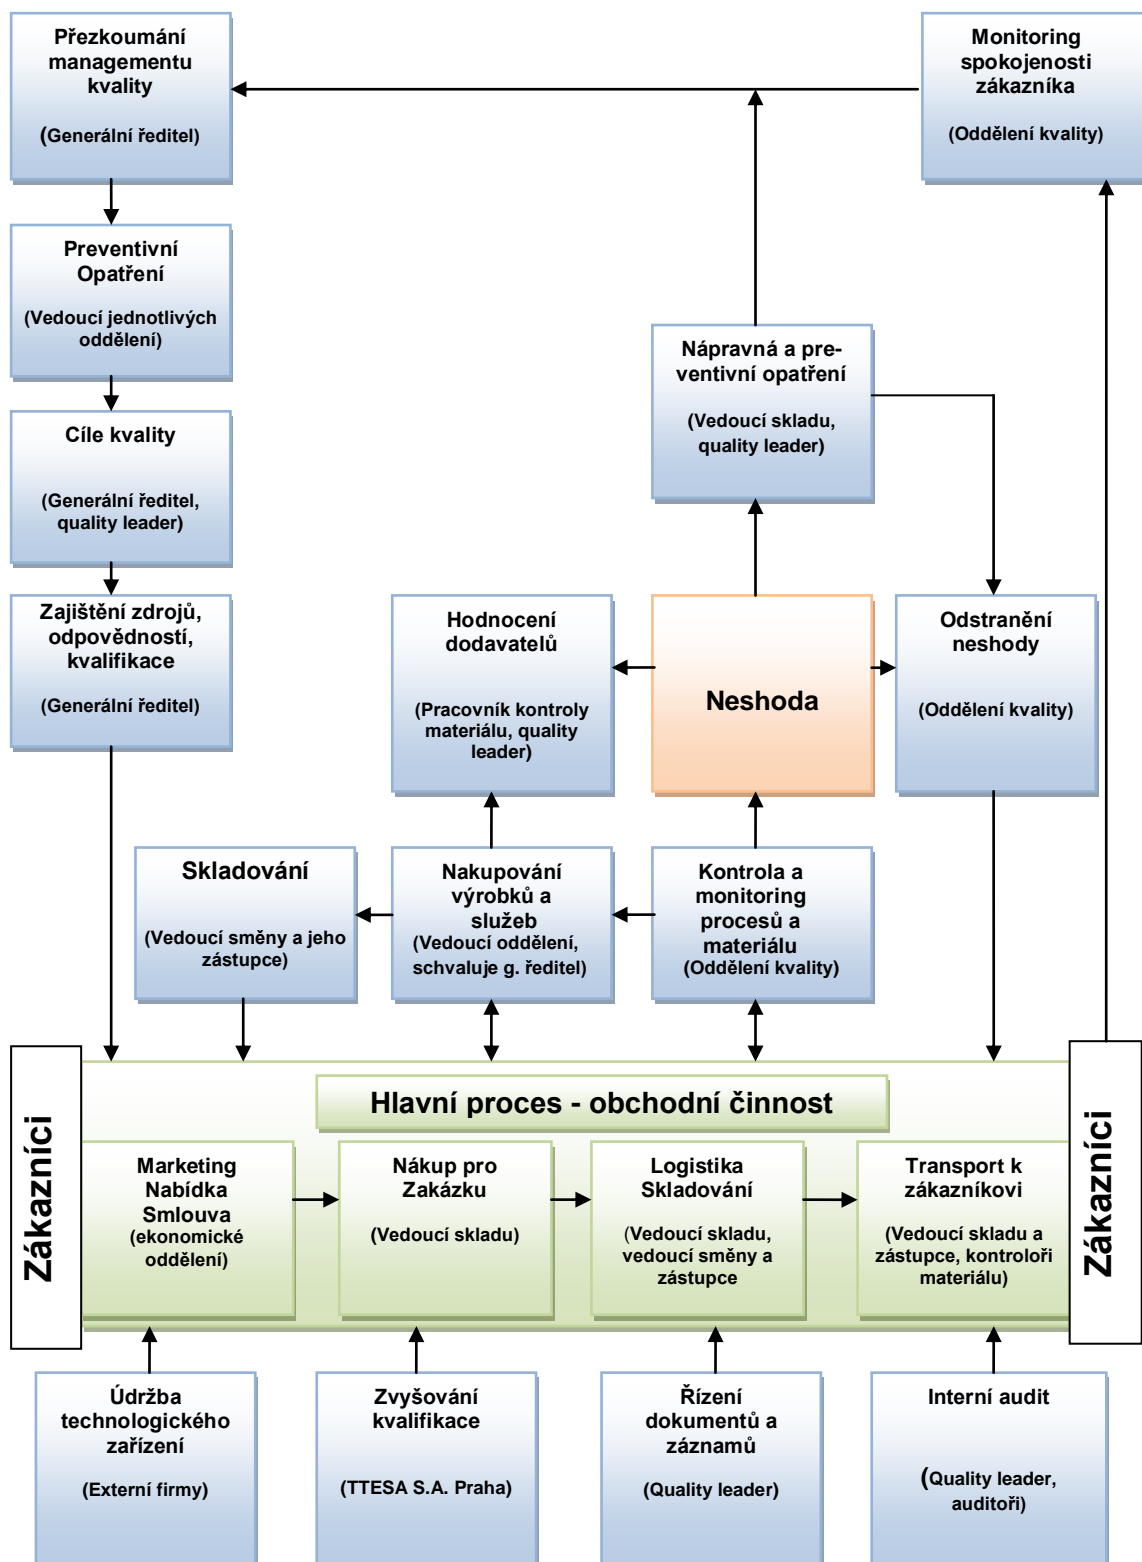 Přezkoumání
managementu
kvality
(Generální ředitel)
Monitoring
spokojenosti
zákazníka
(Oddělení kvality)
Preventivní
Opatření
(Vedoucí jednotlivých
oddělení)
Nápravná a pre-
ventivní opatření
(Vedoucí skladu,
quality leader)
Cíle kvality
(Generální ředitel,
quality leader)
Zajištění zdrojů,
odpovědností,
kvalifikace
(Generální ředitel)
Hodnocení
dodavatelů
(Pracovník kontroly
materiálu, quality
leader)
Neshoda
Odstranění
neshody
(Oddělení kvality)
Skladování
(Vedoucí směny a jeho
zástupce)
Nakupování
výrobků a
služeb
(Vedoucí oddělení,
schvaluje g. ředitel)
Kontrola a
monitoring
procesů a
materiálu
(Oddělení kvality)
Zákazníci
Hlavní proces - obchodní činnost
Marketing
Nabídka
Smlouva
(ekonomické
oddělení)
Nákup pro
Zakázku
(Vedoucí skladu)
Logistika
Skladování
(Vedoucí skladu,
vedoucí směny a
zástupce
Transport k
zákazníkovi
(Vedoucí skladu a
zástupce, kontroloři
materiálu)
Zákazníci
Údržba
technologického
zařízení
(Externí firmy)
Zvyšování
kvalifikace
(TTESA S.A. Praha)
Řízení
dokumentů a
záznamů
(Quality leader)
Interní audit
(Quality leader,
auditoři)